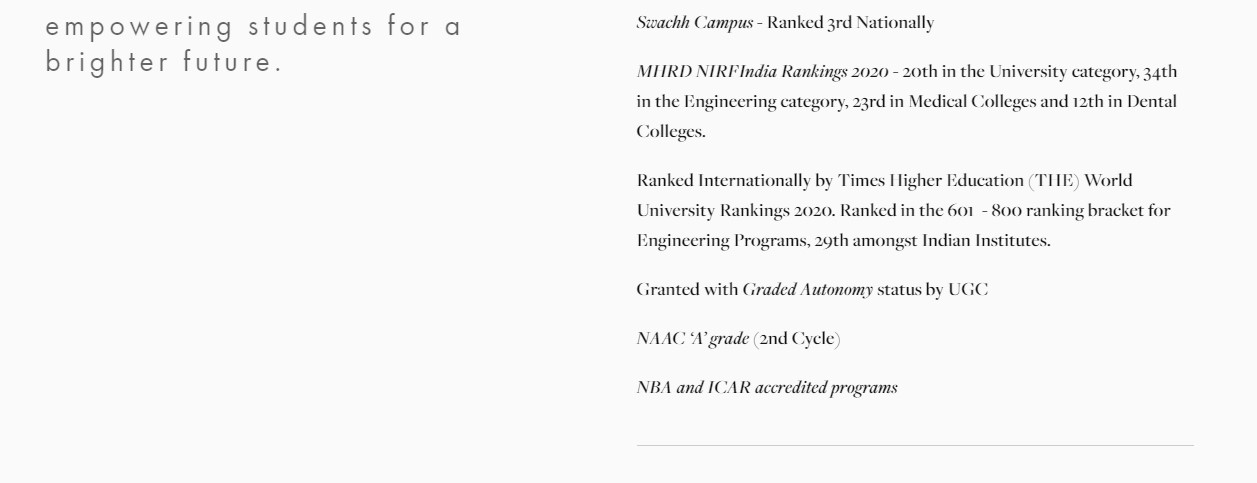 empowering students for a
brighter future.
Swachh Campus - Ranked 3rd Nationally
MHRD NIRF India Rankings 2020 - 20th in the University category, 34th
in the Engineering category, 23rd in Medical Colleges and 12th in Dental
Colleges.
Ranked Internationally by Times Higher Education (THE) World
University Rankings 2020. Ranked in the 601 - 800 ranking bracket for
Engineering Programs, 29th amongst Indian Institutes.
Granted with Graded Autonomy status by UGC
NAAC ‘A’ grade (2nd Cycle)
NBA and ICAR accredited programs